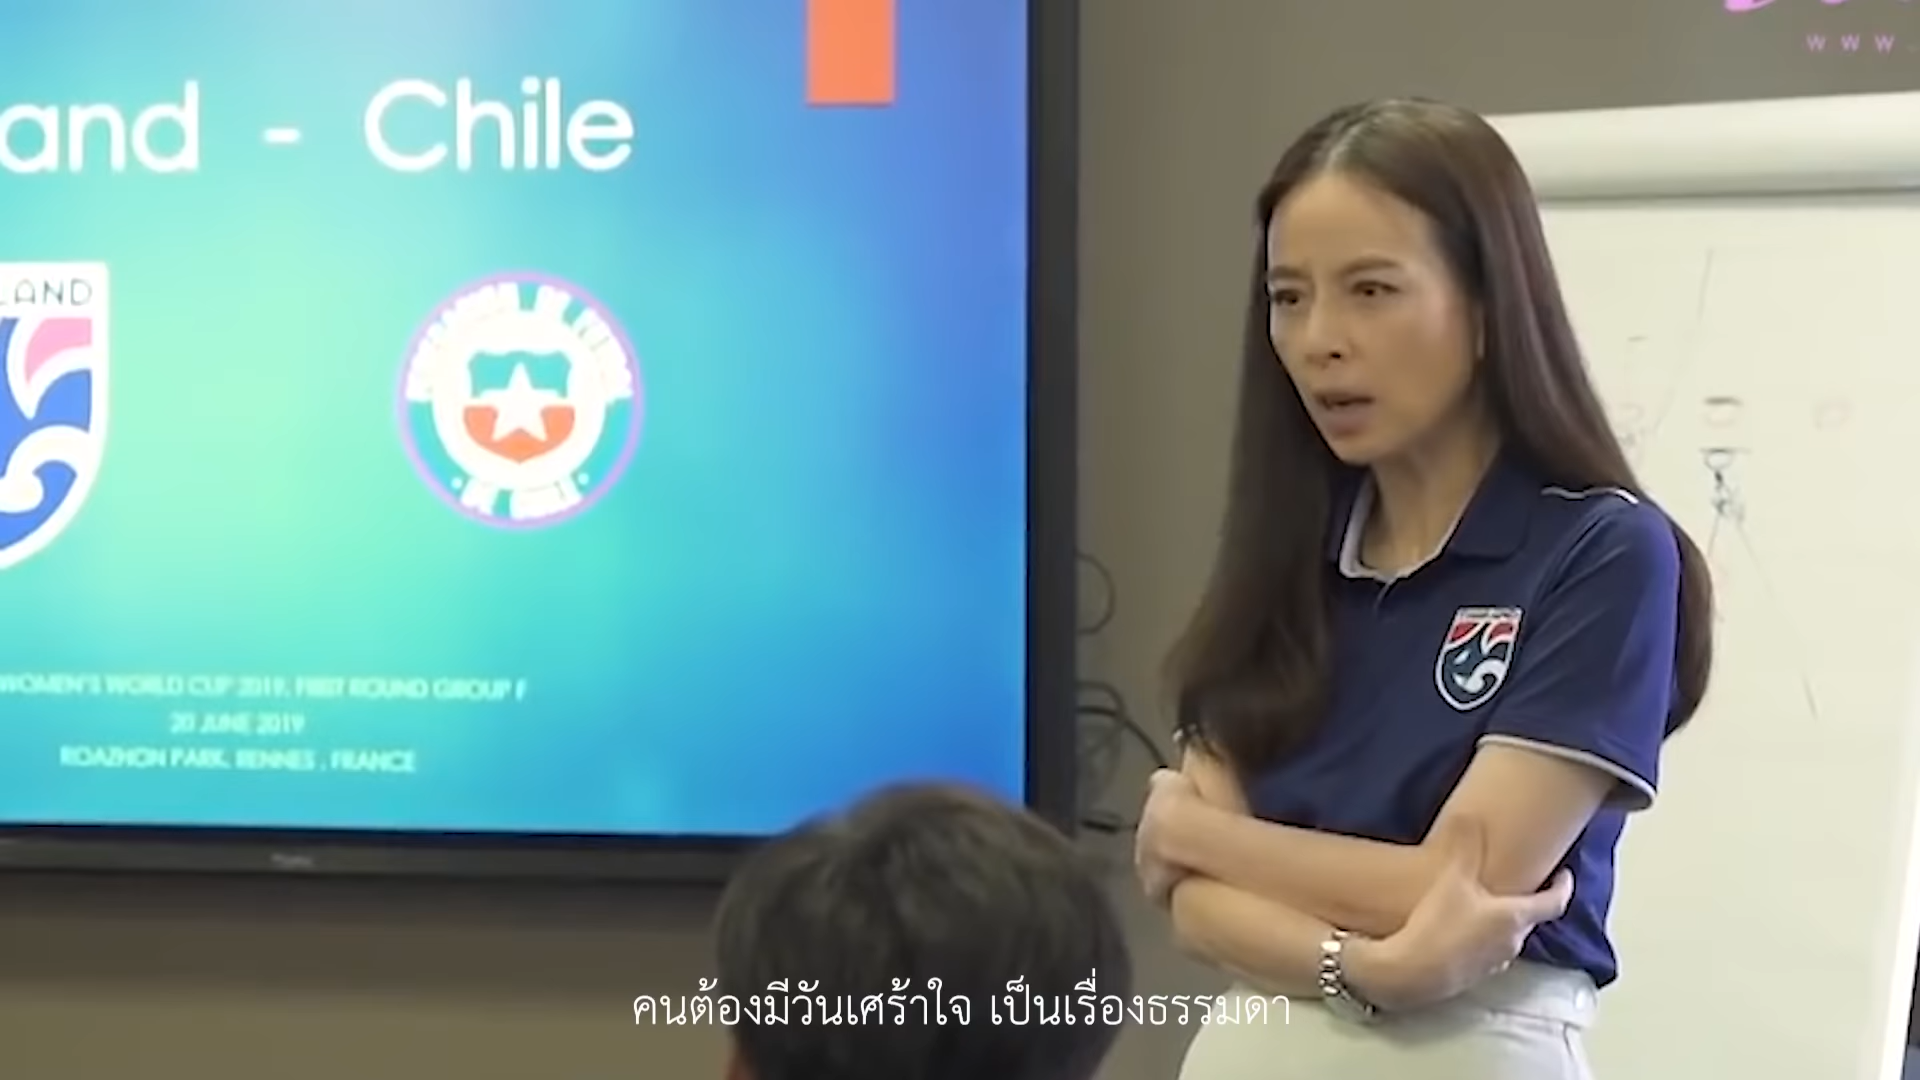 and - Chile
LAND
WOMEN'S WORLD CUP 2019, FIRST ROUND GROUP F
20 JUNE 2019
ROAZHON PARK, RENNES , FRANCE
www.
คนต้องมีวันเศร้าใจ เป็นเรื่องธรรมดา